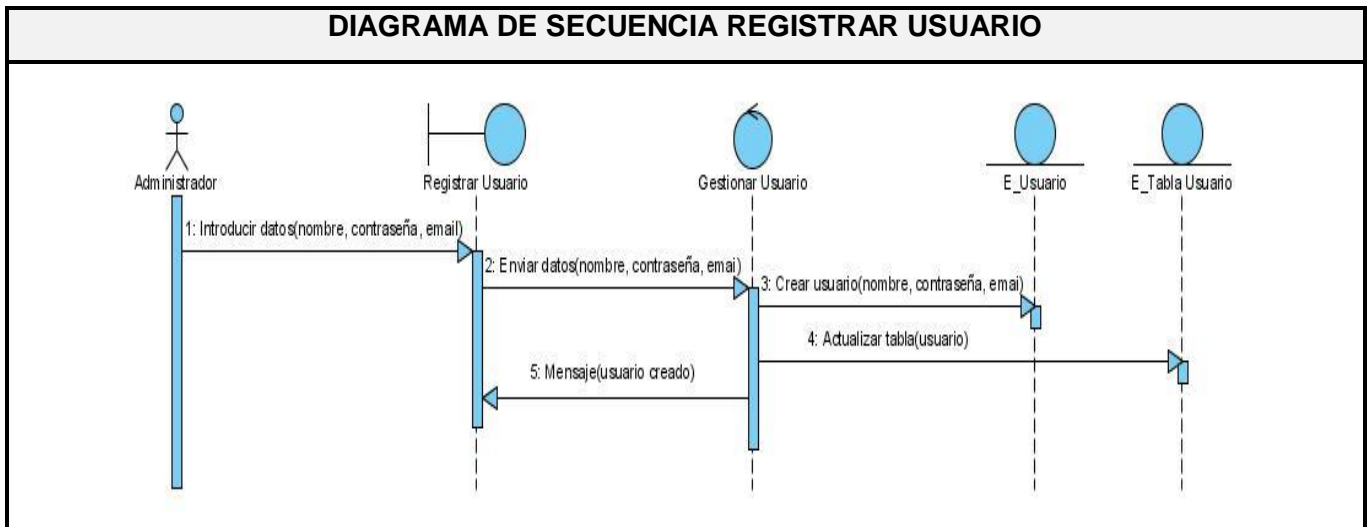 DIAGRAMA DE SECUENCIA REGISTRAR USUARIO
Administrador
Registrar Usuario
Gestionar Usuario
E_Usuario
E_Tabla Usuario
1: Introducir datos(nombre, contraseña, email)
2: Enviar datos(nombre, contraseña, emai)
3: Crear usuario(nombre, contraseña, emai)
4: Actualizar tabla(usuario)
5: Mensaje(usuario creado)